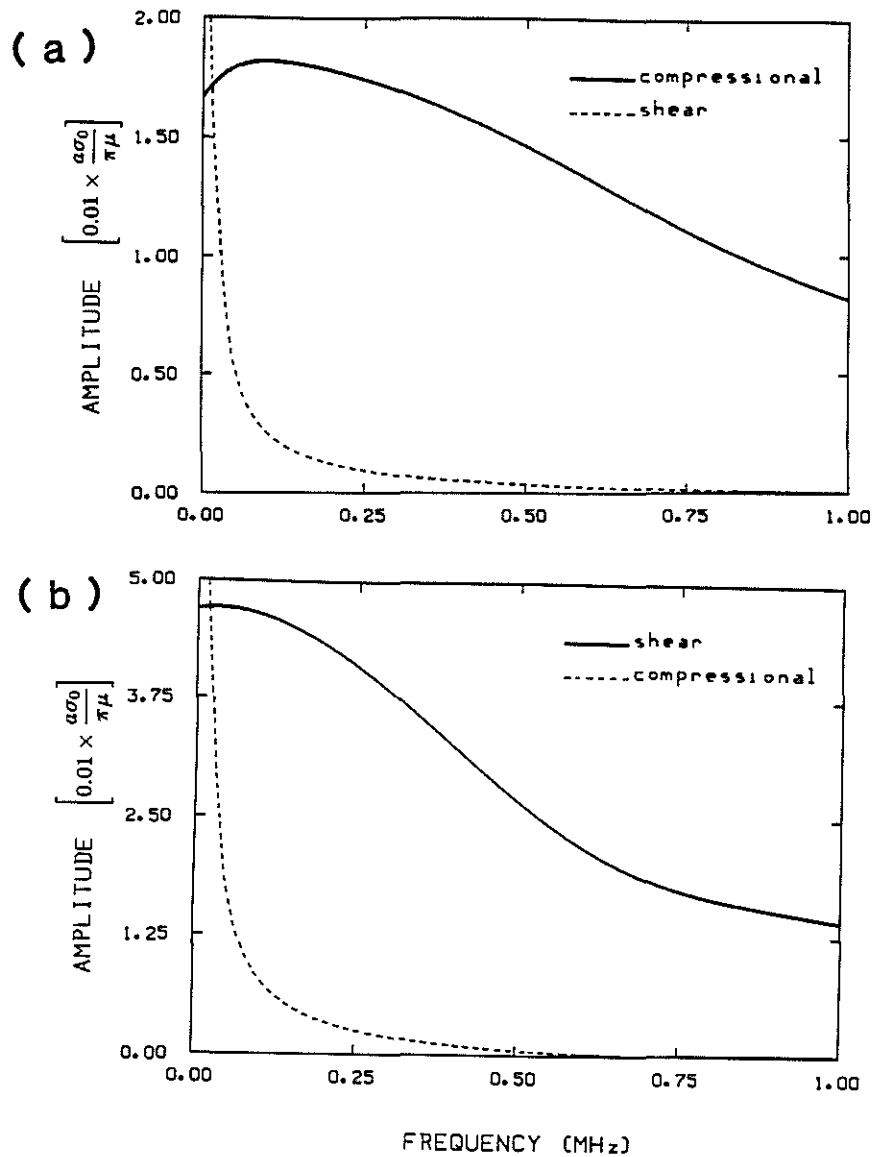 (a)
2.00
1.50
1.00
0.50
0.00
AMPLITUDE [0.01 × aσ₀/πμ]
compressional
shear
0.00 0.25 0.50 0.75 1.00
(b)
5.00
3.75
2.50
1.25
0.00
AMPLITUDE [0.01 × aσ₀/πμ]
shear
compressional
0.00 0.25 0.50 0.75 1.00
FREQUENCY (MHz)